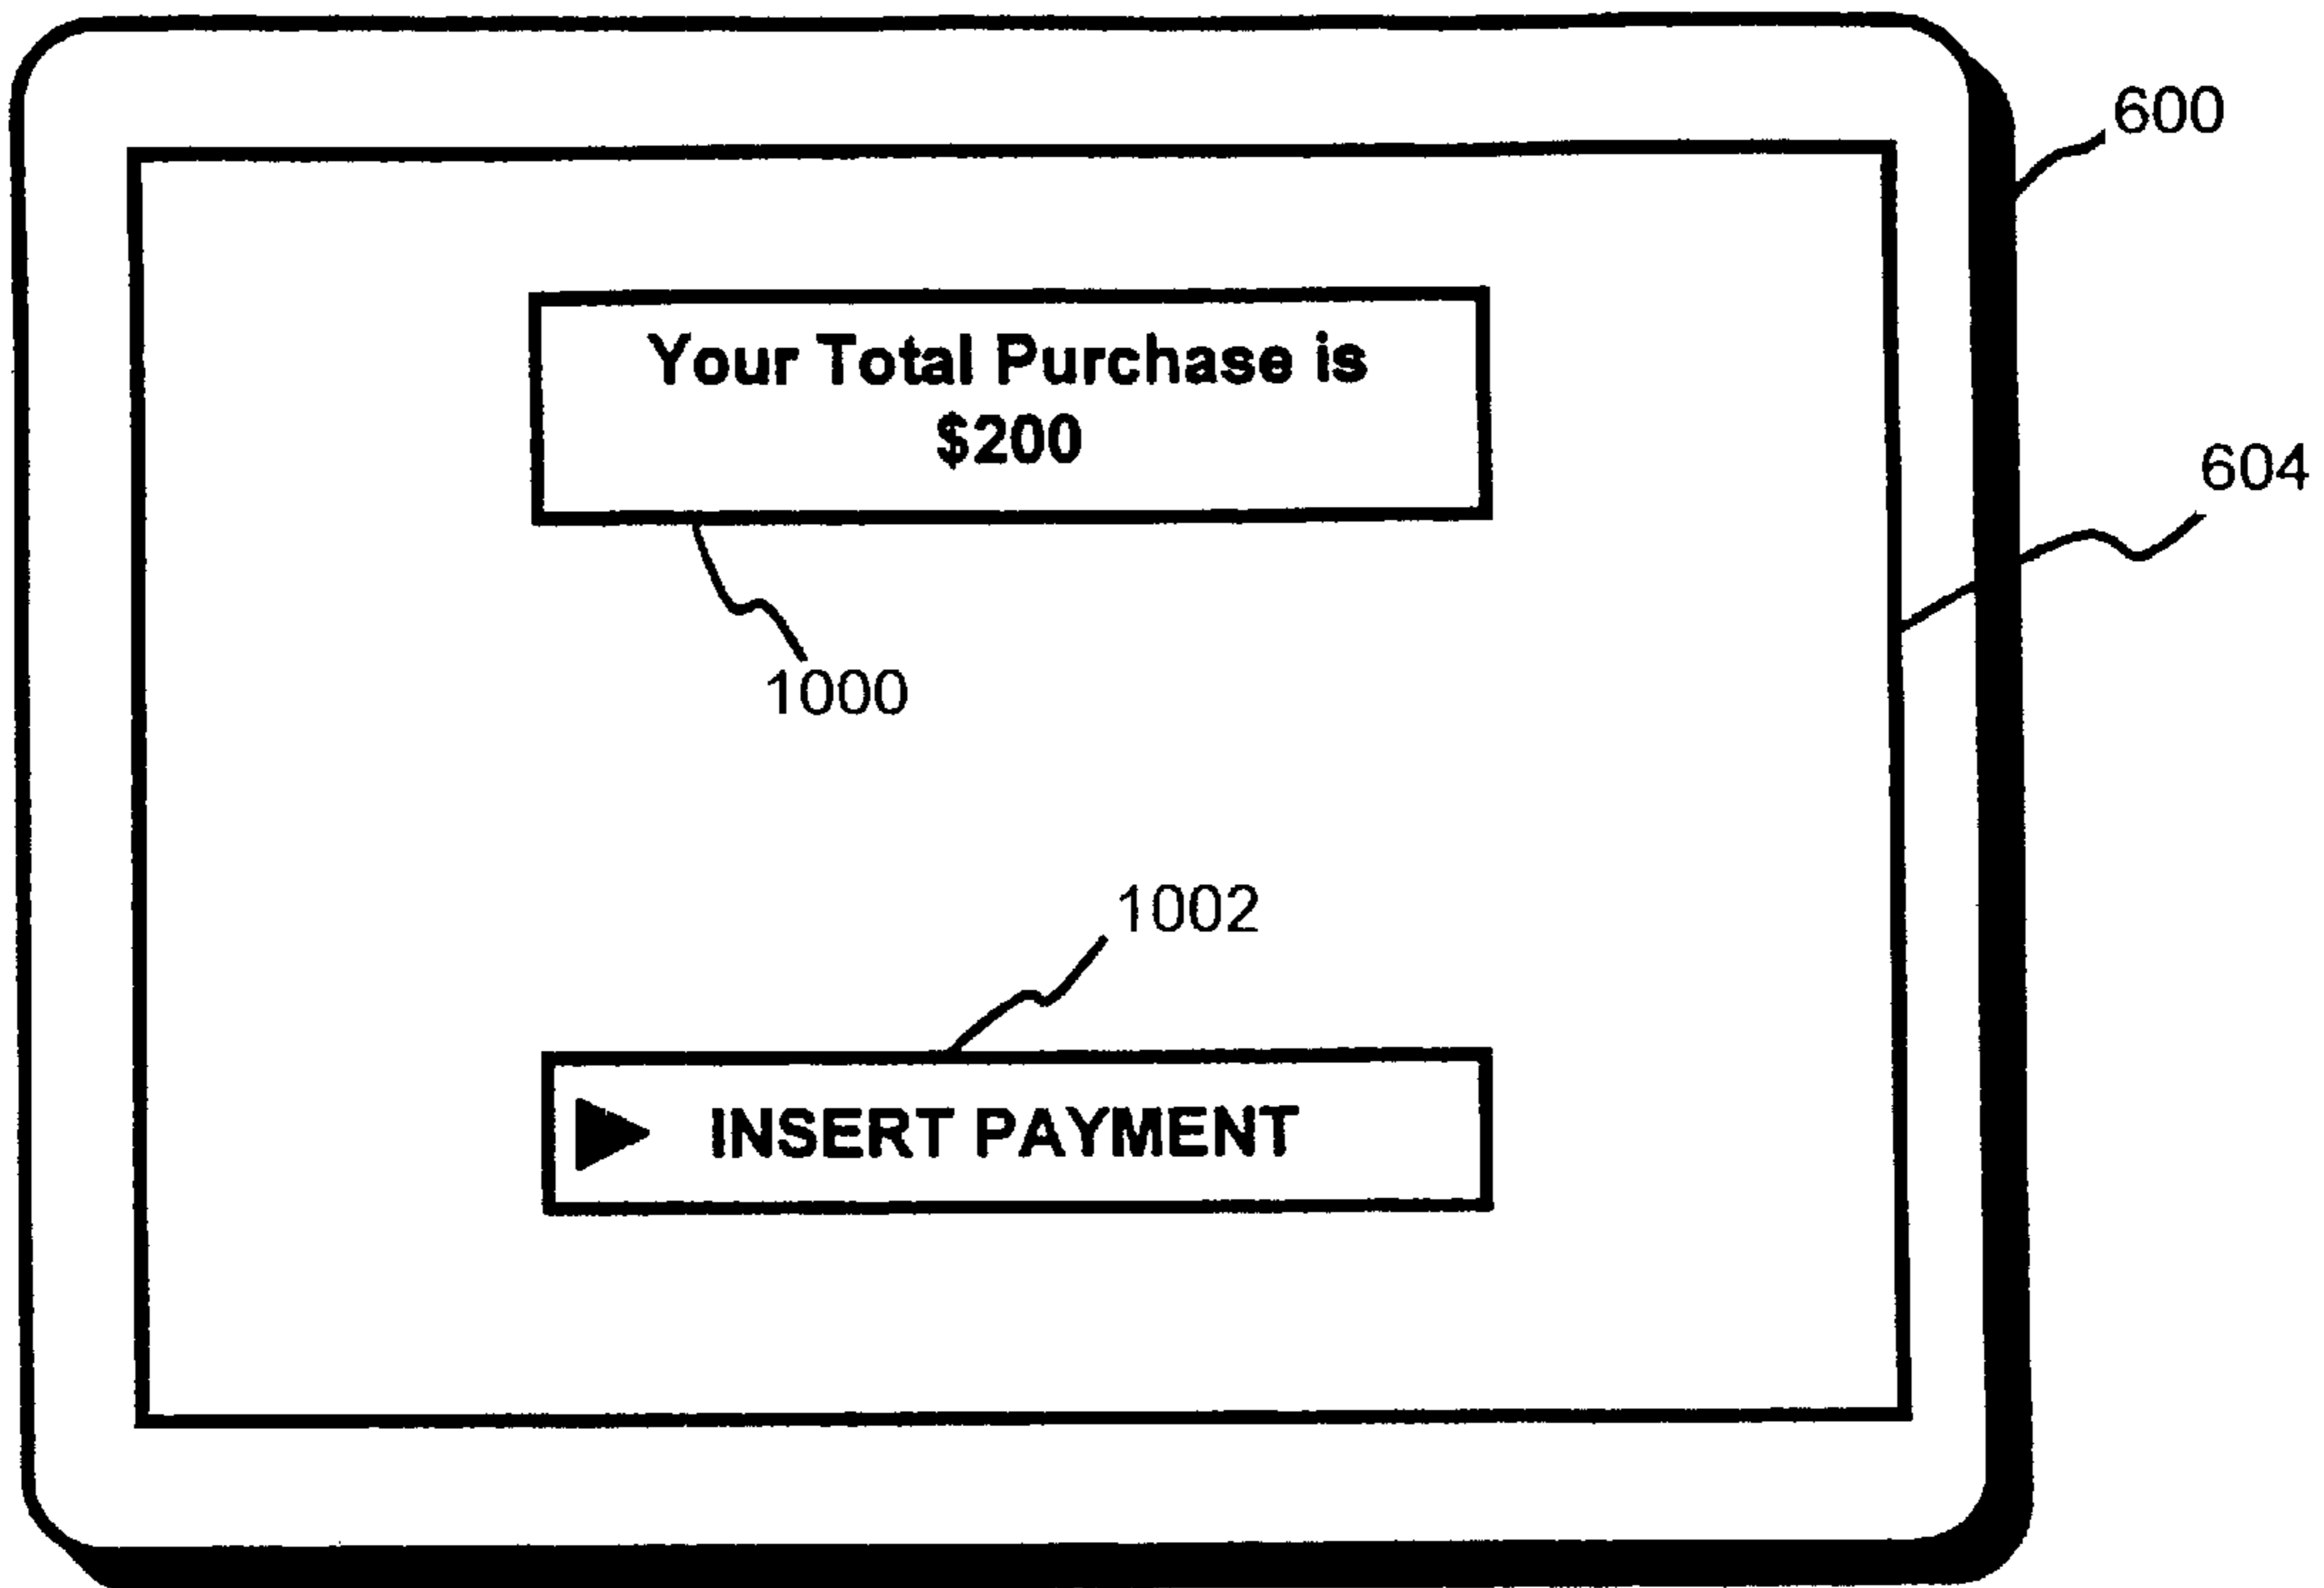 600
Your Total Purchase is
$200
604
1000
1002
INSERT PAYMENT